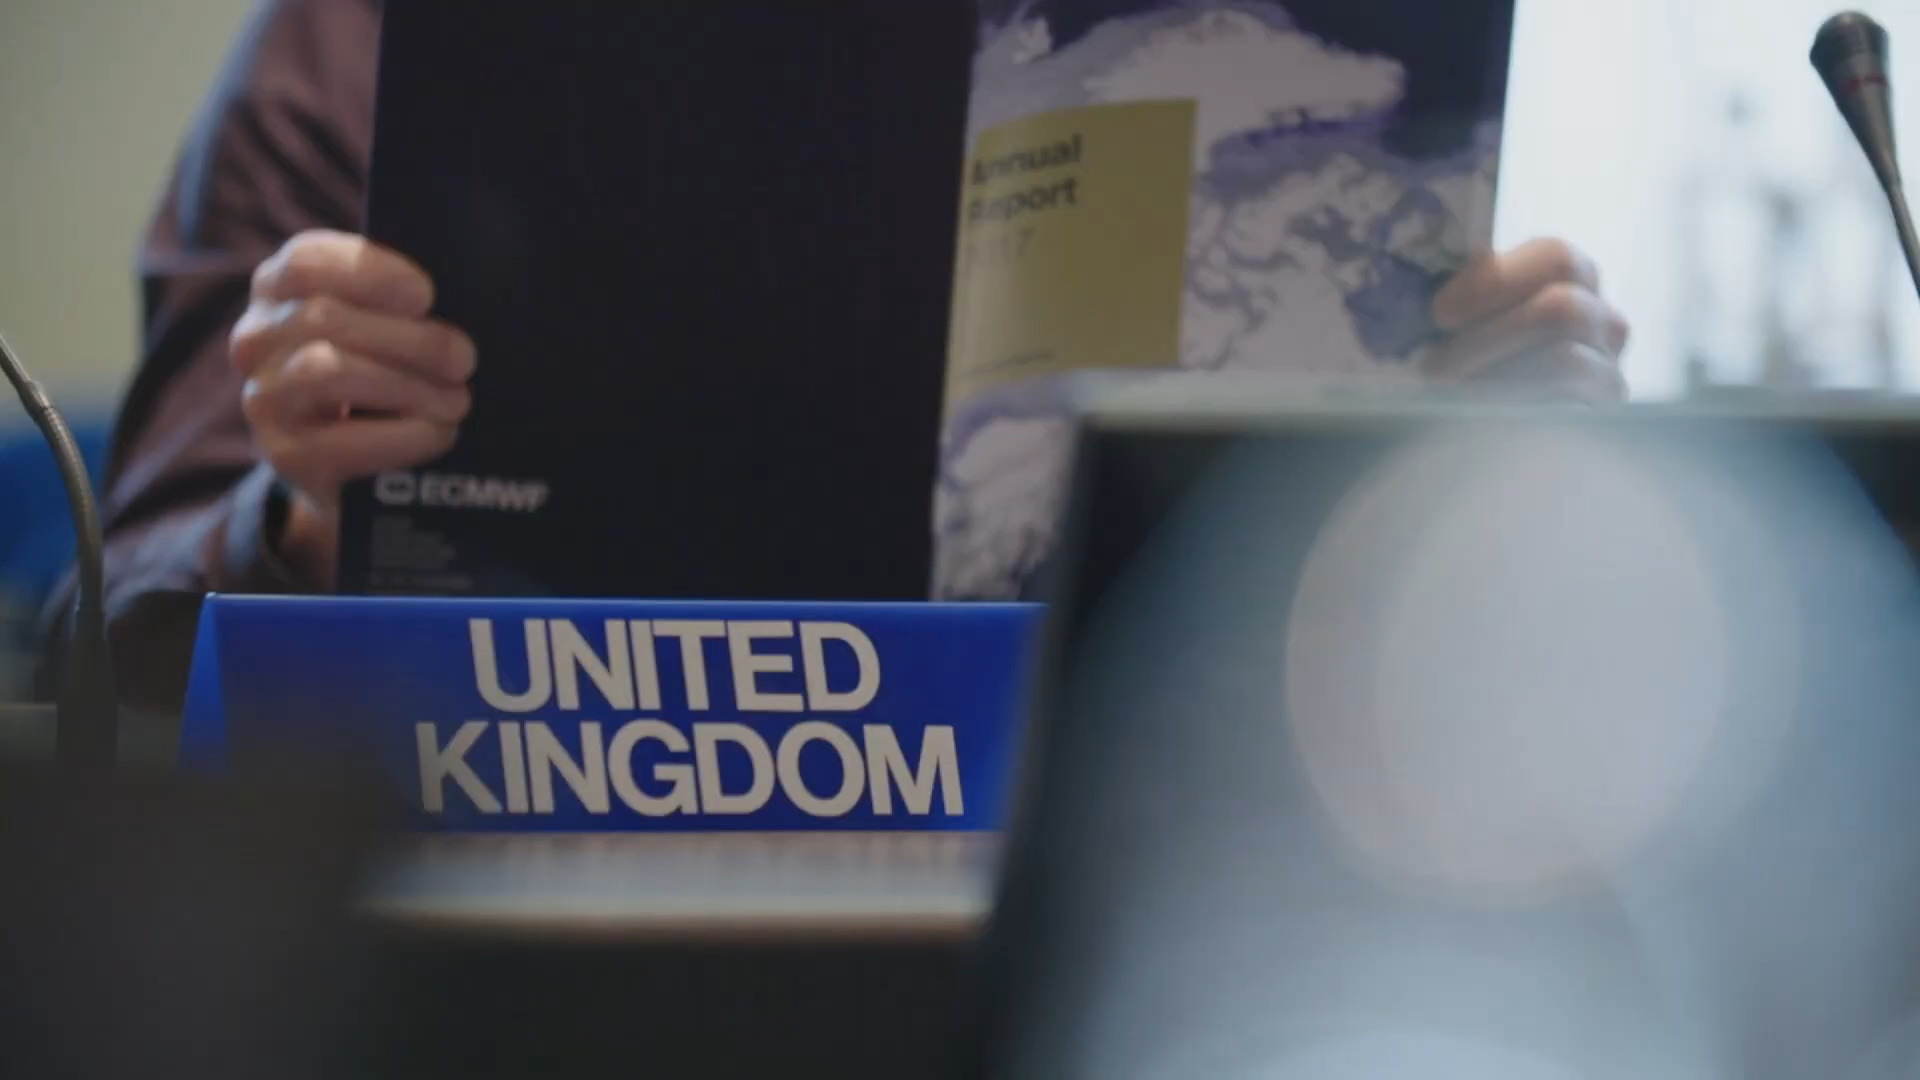 Annual
Report
ECMWF
UNITED
KINGDOM